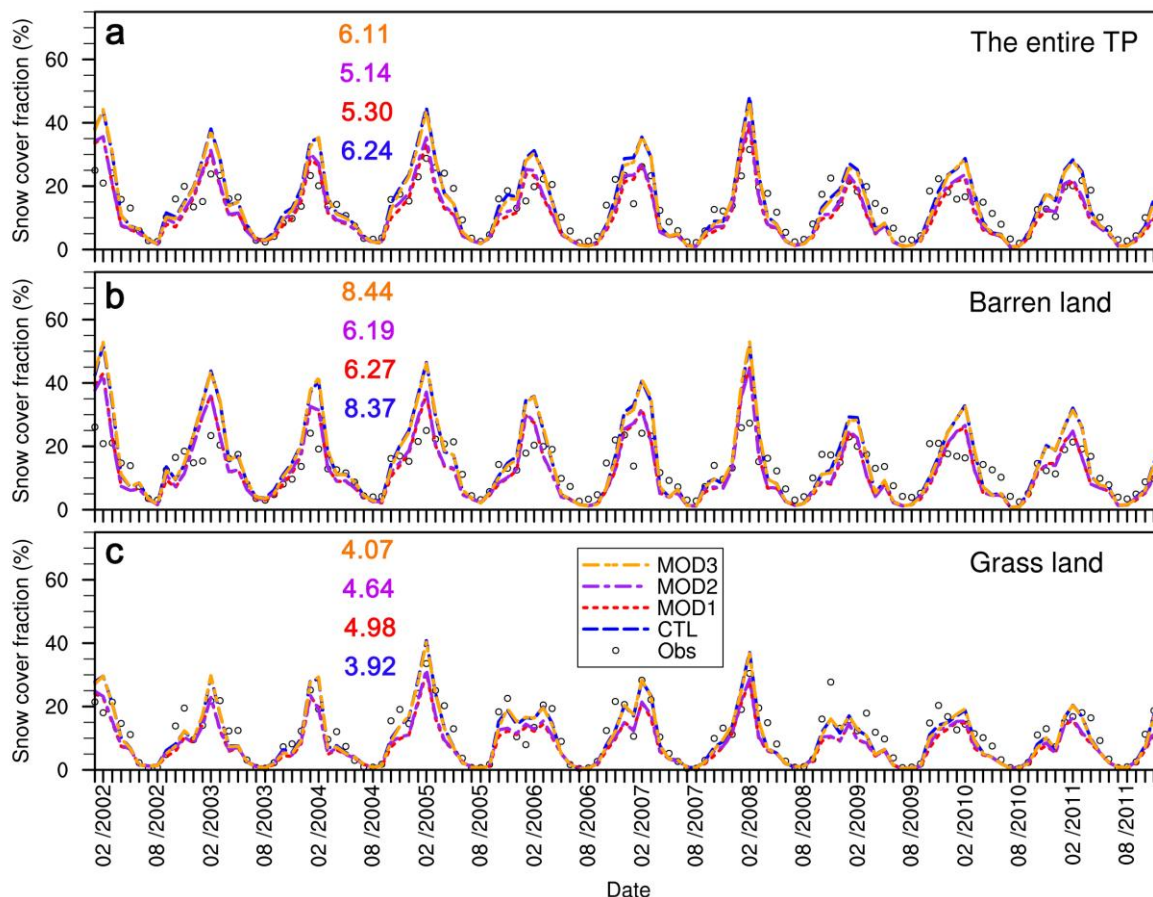 a
The entire TP
6.11
5.14
5.30
6.24
Snow cover fraction (%)
60
40
20
0
b
Barren land
8.44
6.19
6.27
8.37
Snow cover fraction (%)
60
40
20
0
c
Grass land
4.07
4.64
4.98
3.92
MOD3
MOD2
MOD1
CTL
Obs
Snow cover fraction (%)
60
40
20
0
02 /2002
08 /2002
02 /2003
08 /2003
02 /2004
08 /2004
02 /2005
08 /2005
02 /2006
08 /2006
02 /2007
08 /2007
02 /2008
08 /2008
02 /2009
08 /2009
02 /2010
08 /2010
02 /2011
08 /2011
Date